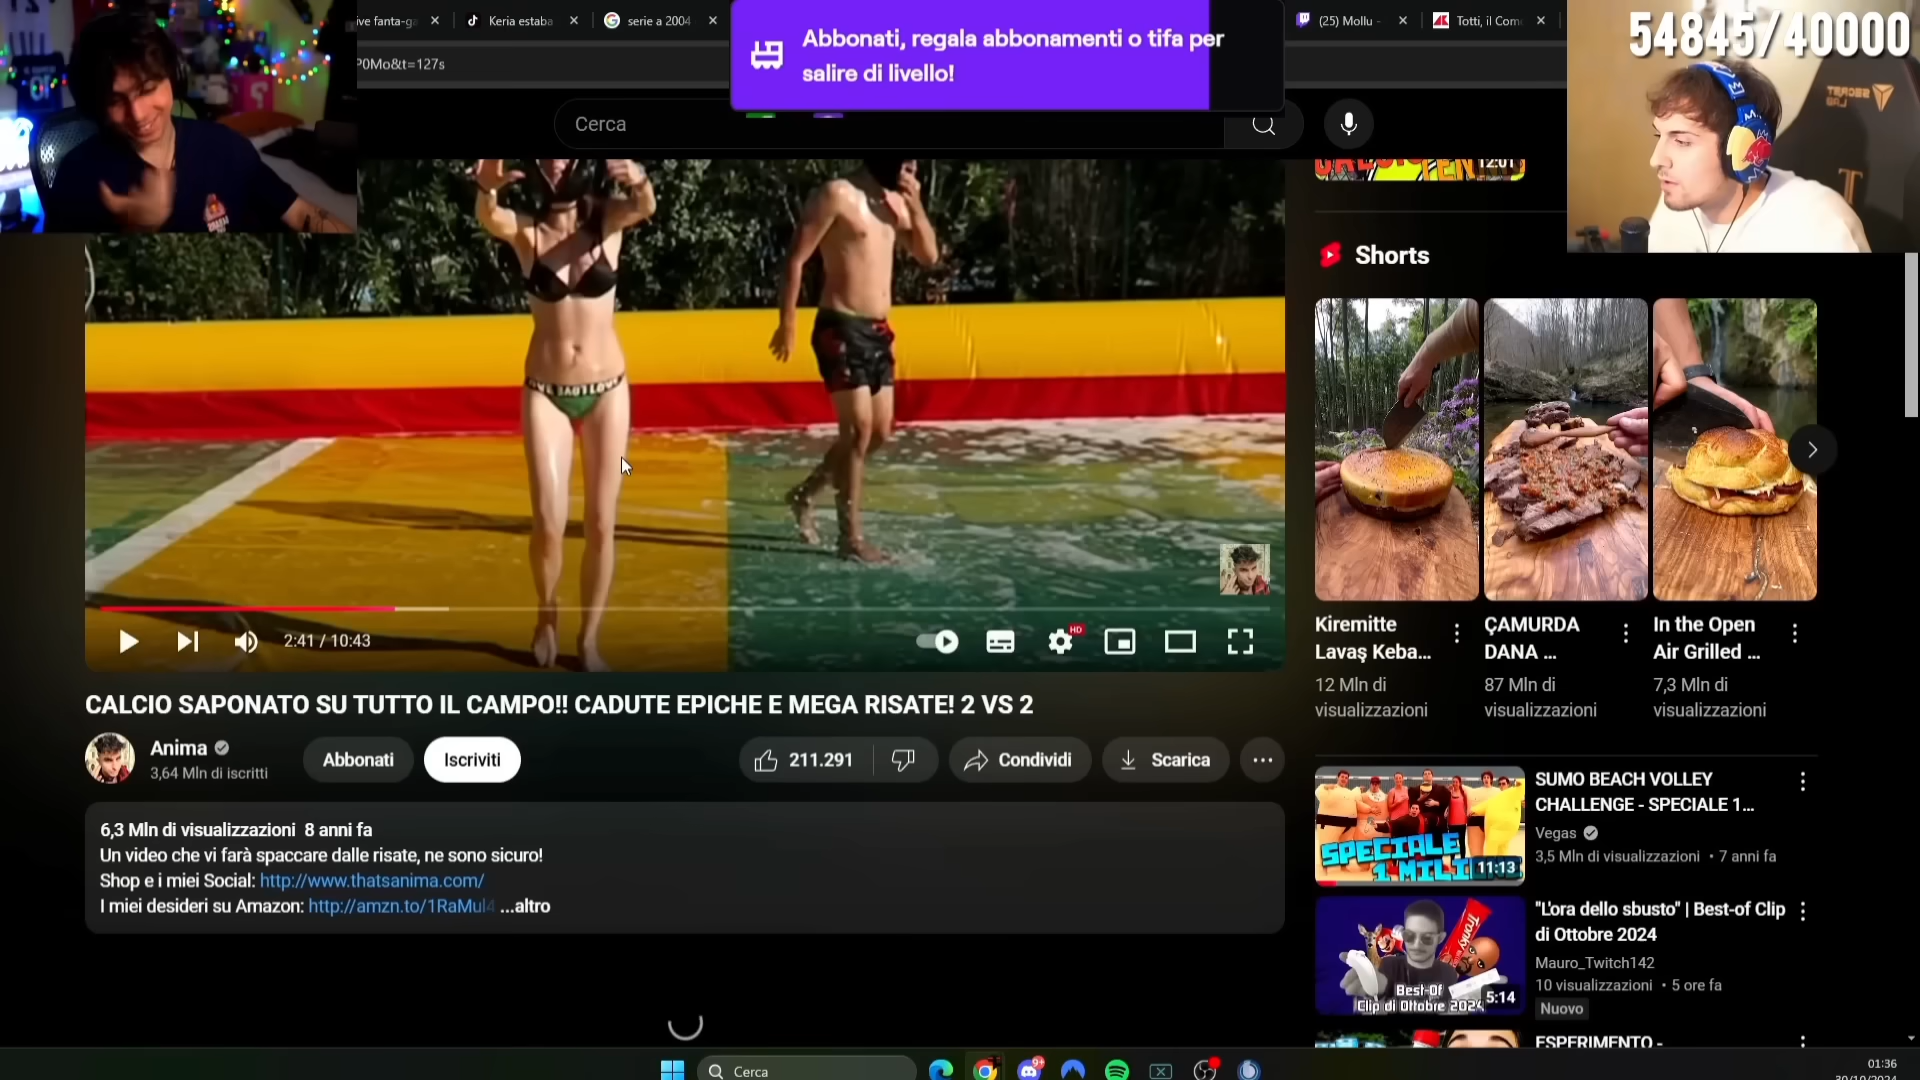 ive fanta-ga
Keria estaba
serie a 2004
(25) Mollu -
Totti, il Com
54845/40000
P0Mo&t=127s
Abbonati, regala abbonamenti o tifa per
salire di livello!
Cerca
12:01
Shorts
Kiremitte
Lavaş Keba...
12 Mln di
visualizzazioni
ÇAMURDA
DANA ...
87 Mln di
visualizzazioni
In the Open
Air Grilled ...
7,3 Mln di
visualizzazioni
2:41 / 10:43
HD
CALCIO SAPONATO SU TUTTO IL CAMPO!! CADUTE EPICHE E MEGA RISATE! 2 VS 2
Anima
3,64 Mln di iscritti
Abbonati
Iscriviti
211.291
Condividi
Scarica
6,3 Mln di visualizzazioni 8 anni fa
Un video che vi farà spaccare dalle risate, ne sono sicuro!
Shop e i miei Social: http://www.thatsanima.com/
I miei desideri su Amazon: http://amzn.to/1RaMul4 ...altro
SPECIALE
11:13
SUMO BEACH VOLLEY
CHALLENGE - SPECIALE 1...
Vegas
3,5 Mln di visualizzazioni • 7 anni fa
Tronky
Best-Of
Clip di Ottobre 2024
5:14
"L'ora dello sbusto" | Best-of Clip
di Ottobre 2024
Mauro_Twitch142
10 visualizzazioni • 5 ore fa
Nuovo
ESPERIMENTO -
Cerca
9+
01:36
30/10/2024